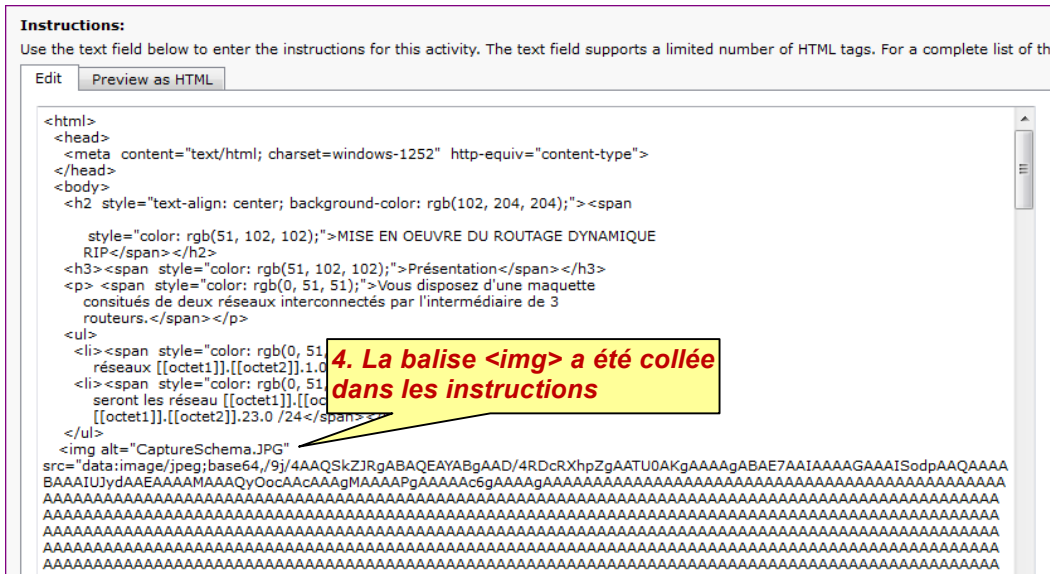 Instructions:
Use the text field below to enter the instructions for this activity. The text field supports a limited number of HTML tags. For a complete list of th
Edit Preview as HTML
<html>
<head>
<meta content="text/html; charset=windows-1252" http-equiv="content-type">
</head>
<body>
<h2 style="text-align: center; background-color: rgb(102, 204, 204);"><span
style="color: rgb(51, 102, 102);">MISE EN OEUVRE DU ROUTAGE DYNAMIQUE
RIP</span></h2>
<h3><span style="color: rgb(51, 102, 102);">Présentation</span></h3>
<p> <span style="color: rgb(0, 51, 51);">Vous disposez d'une maquette
consitués de deux réseaux interconnectés par l'intermédiaire de 3
routeurs.</span></p>
<ul>
<li><span style="color: rgb(0, 51,
réseaux [[octet1]].[[octet2]].1.0
<li><span style="color: rgb(0, 51,
seront les réseau [[octet1]].[[oc
[[octet1]].[[octet2]].23.0 /24</span><
</ul>
4. La balise <img> a été collée
dans les instructions
<img alt="CaptureSchema.JPG"
src="data:image/jpeg;base64,/9j/4AAQSkZJRgABAQEAYABgAAD/4RDcRXhpZgAATU0AKgAAAAgABAE7AAIAAAAGAAAISodpAAQAAAA